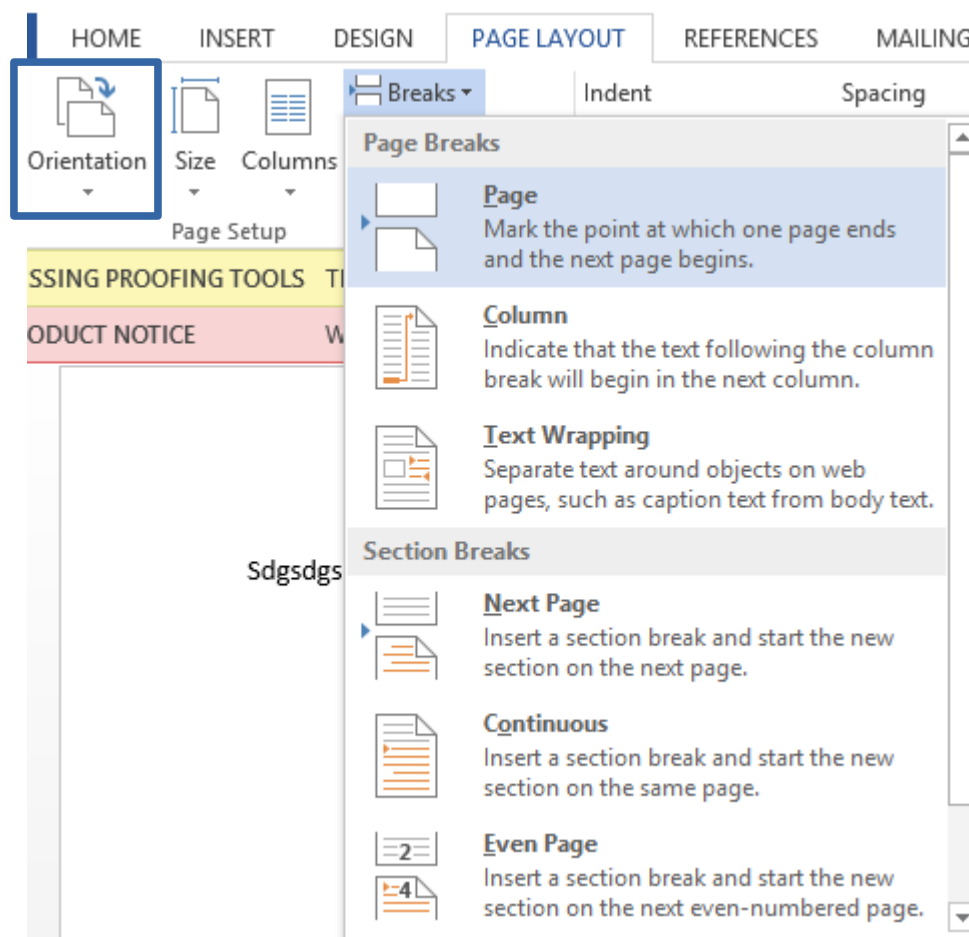 HOME INSERT DESIGN PAGE LAYOUT REFERENCES MAILING
Breaks Indent Spacing
Orientation Size Columns
Page Setup
SSING PROOFING TOOLS
ODUCT NOTICE
Sdgsdgs
Page Breaks
Page
Mark the point at which one page ends
and the next page begins.
Column
Indicate that the text following the column
break will begin in the next column.
Text Wrapping
Separate text around objects on web
pages, such as caption text from body text.
Section Breaks
Next Page
Insert a section break and start the new
section on the next page.
Continuous
Insert a section break and start the new
section on the same page.
2
4
Even Page
Insert a section break and start the new
section on the next even-numbered page.